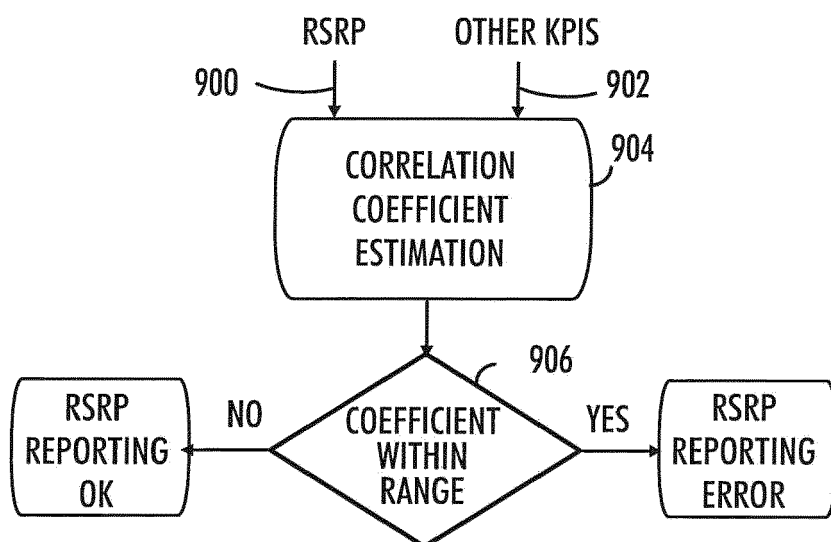 RSRP
OTHER KPIS
900
902
CORRELATION
COEFFICIENT
ESTIMATION
904
906
RSRP
REPORTING
OK
NO
COEFFICIENT
WITHIN
RANGE
YES
RSRP
REPORTING
ERROR